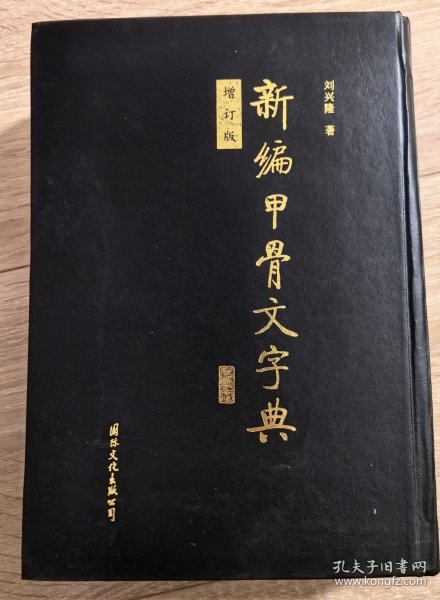 刘兴隆 著
新编甲骨文字典
增订版
国际文化出版公司
孔夫子旧书网
www.kongfz.com